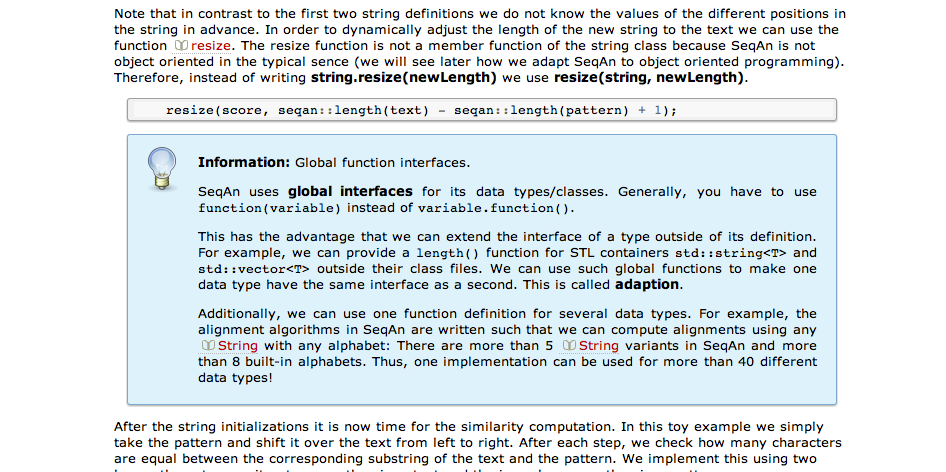 Note that in contrast to the first two string definitions we do not know the values of the different positions in
the string in advance. In order to dynamically adjust the length of the new string to the text we can use the
function resize. The resize function is not a member function of the string class because SeqAn is not
object oriented in the typical sence (we will see later how we adapt SeqAn to object oriented programming).
Therefore, instead of writing string.resize(newLength) we use resize(string, newLength).
resize(score, seqan::length(text) - seqan::length(pattern) + 1);
Information: Global function interfaces.
SeqAn uses global interfaces for its data types/classes. Generally, you have to use
function(variable) instead of variable.function().
This has the advantage that we can extend the interface of a type outside of its definition.
For example, we can provide a length() function for STL containers std::string<T> and
std::vector<T> outside their class files. We can use such global functions to make one
data type have the same interface as a second. This is called adaption.
Additionally, we can use one function definition for several data types. For example, the
alignment algorithms in SeqAn are written such that we can compute alignments using any
String with any alphabet: There are more than 5 String variants in SeqAn and more
than 8 built-in alphabets. Thus, one implementation can be used for more than 40 different
data types!
After the string initializations it is now time for the similarity computation. In this toy example we simply
take the pattern and shift it over the text from left to right. After each step, we check how many characters
are equal between the corresponding substring of the text and the pattern. We implement this using two